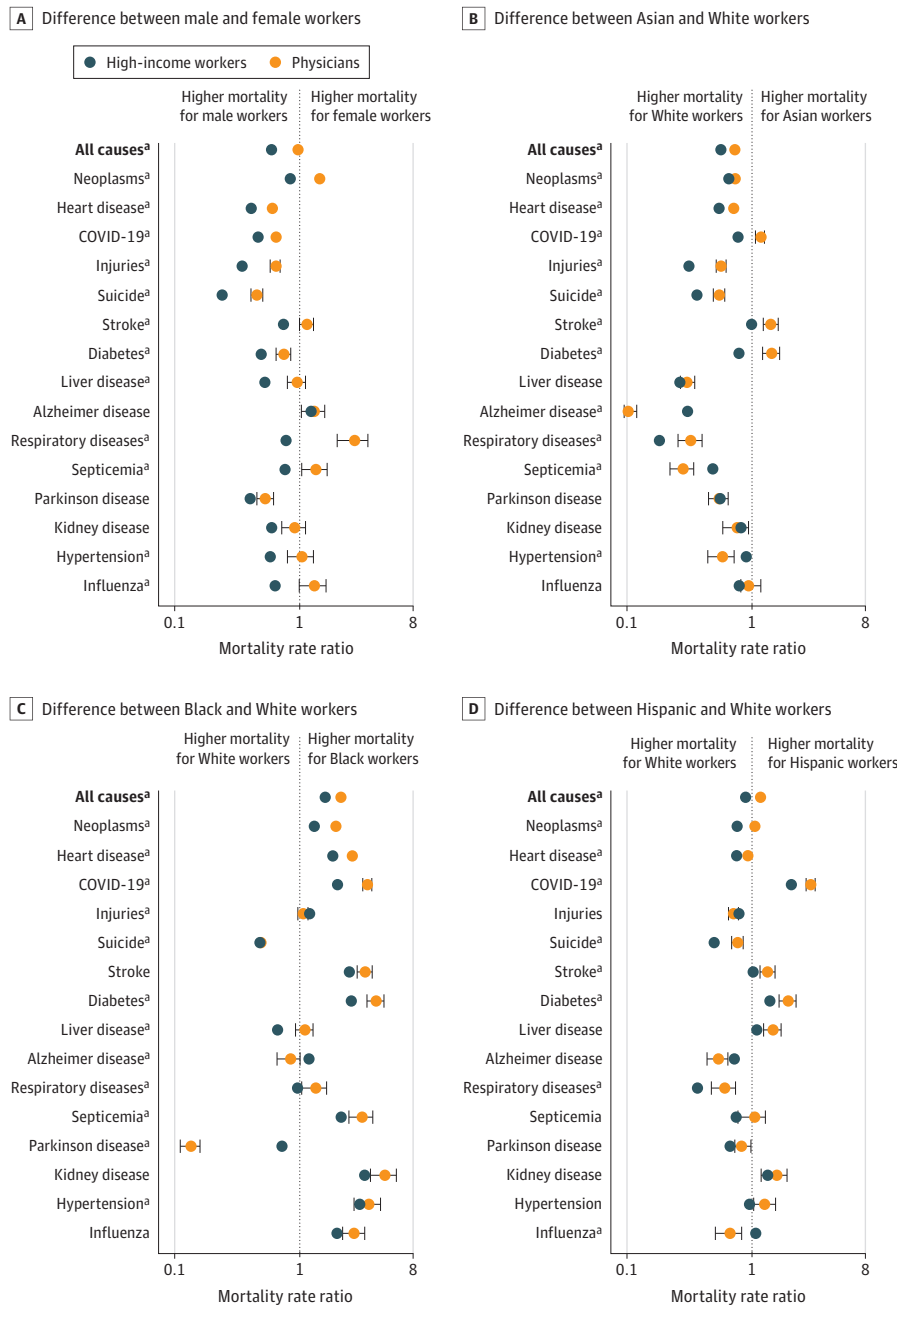 A Difference between male and female workers
High-income workers Physicians
Higher mortality
for male workers
Higher mortality
for female workers
All causesa
Neoplasmsa
Heart diseasea
COVID-19a
Injuriesa
Suicidea
Strokea
Diabetesa
Liver diseasea
Alzheimer disease
Respiratory diseasesa
Septicemiaa
Parkinson disease
Kidney disease
Hypertensiona
Influenzaa
0.1 1 8
Mortality rate ratio
B Difference between Asian and White workers
Higher mortality
for White workers
Higher mortality
for Asian workers
All causesa
Neoplasmsa
Heart diseasea
COVID-19a
Injuriesa
Suicidea
Strokea
Diabetesa
Liver disease
Alzheimer diseasea
Respiratory diseasesa
Septicemiaa
Parkinson disease
Kidney disease
Hypertensiona
Influenza
0.1 1 8
Mortality rate ratio
C Difference between Black and White workers
Higher mortality
for White workers
Higher mortality
for Black workers
All causesa
Neoplasmsa
Heart diseasea
COVID-19a
Injuriesa
Suicidea
Stroke
Diabetesa
Liver diseasea
Alzheimer diseasea
Respiratory diseasesa
Septicemiaa
Parkinson diseasea
Kidney disease
Hypertensiona
Influenza
0.1 1 8
Mortality rate ratio
D Difference between Hispanic and White workers
Higher mortality
for White workers
Higher mortality
for Hispanic workers
All causesa
Neoplasmsa
Heart diseasea
COVID-19a
Injuries
Suicidea
Strokea
Diabetesa
Liver disease
Alzheimer disease
Respiratory diseasesa
Septicemia
Parkinson disease
Kidney disease
Hypertension
Influenzaa
0.1 1 8
Mortality rate ratio